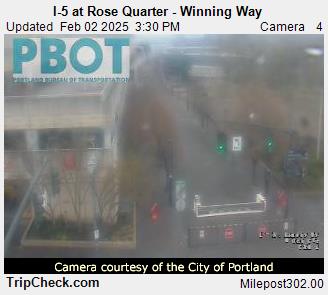 I-5 at Rose Quarter - Winning Way
Updated Feb 02 2025 3:30 PM Camera 4
PBOT
PORTLAND BUREAU OF TRANSPORTATION
Camera courtesy of the City of Portland
TripCheck.com Milepost302.00